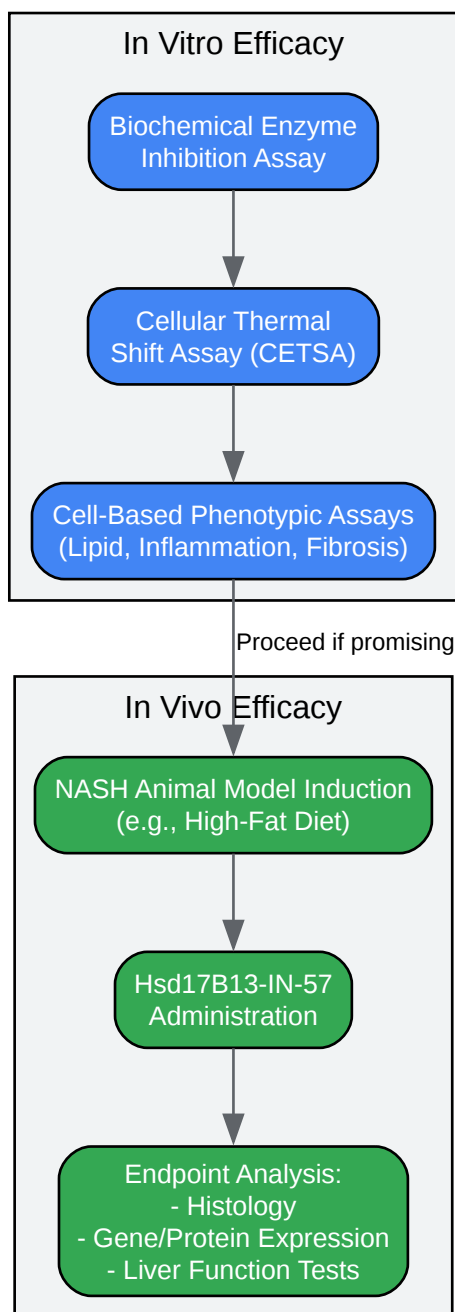 In Vitro Efficacy
Biochemical Enzyme
Inhibition Assay
Cellular Thermal
Shift Assay (CETSA)
Cell-Based Phenotypic Assays
(Lipid, Inflammation, Fibrosis)
Proceed if promising
In Vivo Efficacy
NASH Animal Model Induction
(e.g., High-Fat Diet)
Hsd17B13-IN-57
Administration
Endpoint Analysis:
- Histology
- Gene/Protein Expression
- Liver Function Tests